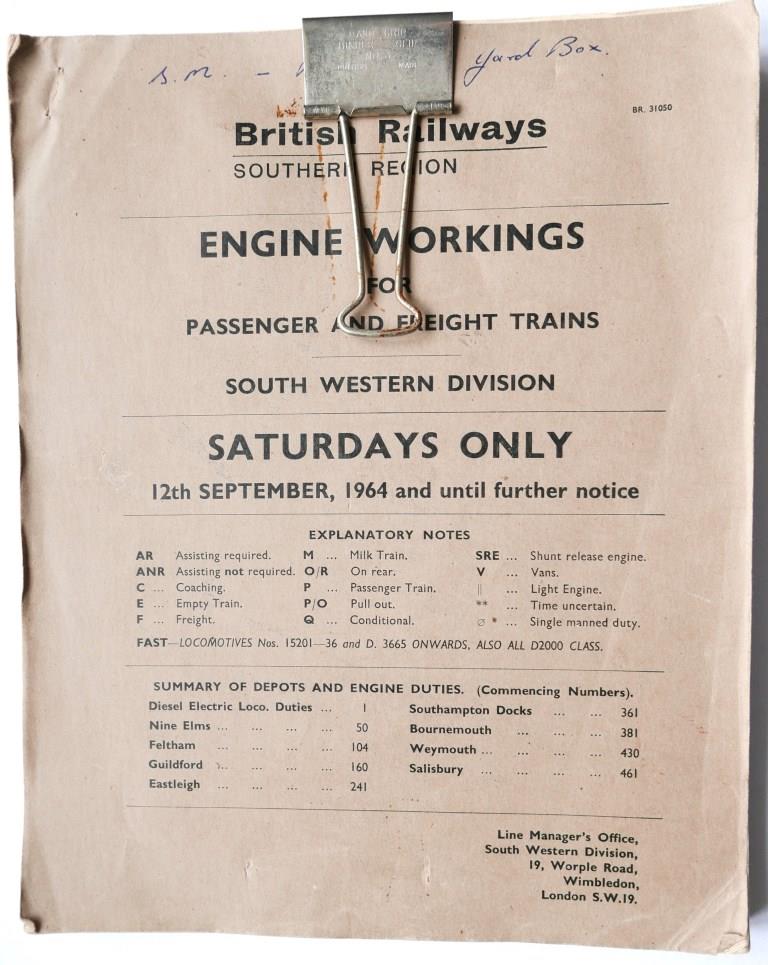 S.M. - Yard Box.
BR. 31050
British Railways
SOUTHERN REGION
ENGINE WORKINGS
FOR
PASSENGER AND FREIGHT TRAINS
SOUTH WESTERN DIVISION
SATURDAYS ONLY
12th SEPTEMBER, 1964 and until further notice
EXPLANATORY NOTES
AR Assisting required. M ... Milk Train. SRE ... Shunt release engine.
ANR Assisting not required. O/R On rear. V ... Vans.
C ... Coaching. P ... Passenger Train. || ... Light Engine.
E ... Empty Train. P/O Pull out. ** ... Time uncertain.
F ... Freight. Q ... Conditional. ∅ * ... Single manned duty.
FAST—LOCOMOTIVES Nos. 15201—36 and D. 3665 ONWARDS, ALSO ALL D2000 CLASS.
SUMMARY OF DEPOTS AND ENGINE DUTIES. (Commencing Numbers).
Diesel Electric Loco. Duties ... 1 Southampton Docks ... ... 361
Nine Elms ... ... ... ... 50 Bournemouth ... ... ... 381
Feltham ... ... ... ... 104 Weymouth ... ... ... ... 430
Guildford ... ... ... ... 160 Salisbury ... ... ... ... 461
Eastleigh ... ... ... ... 241
Line Manager's Office,
South Western Division,
19, Worple Road,
Wimbledon,
London S.W.19.